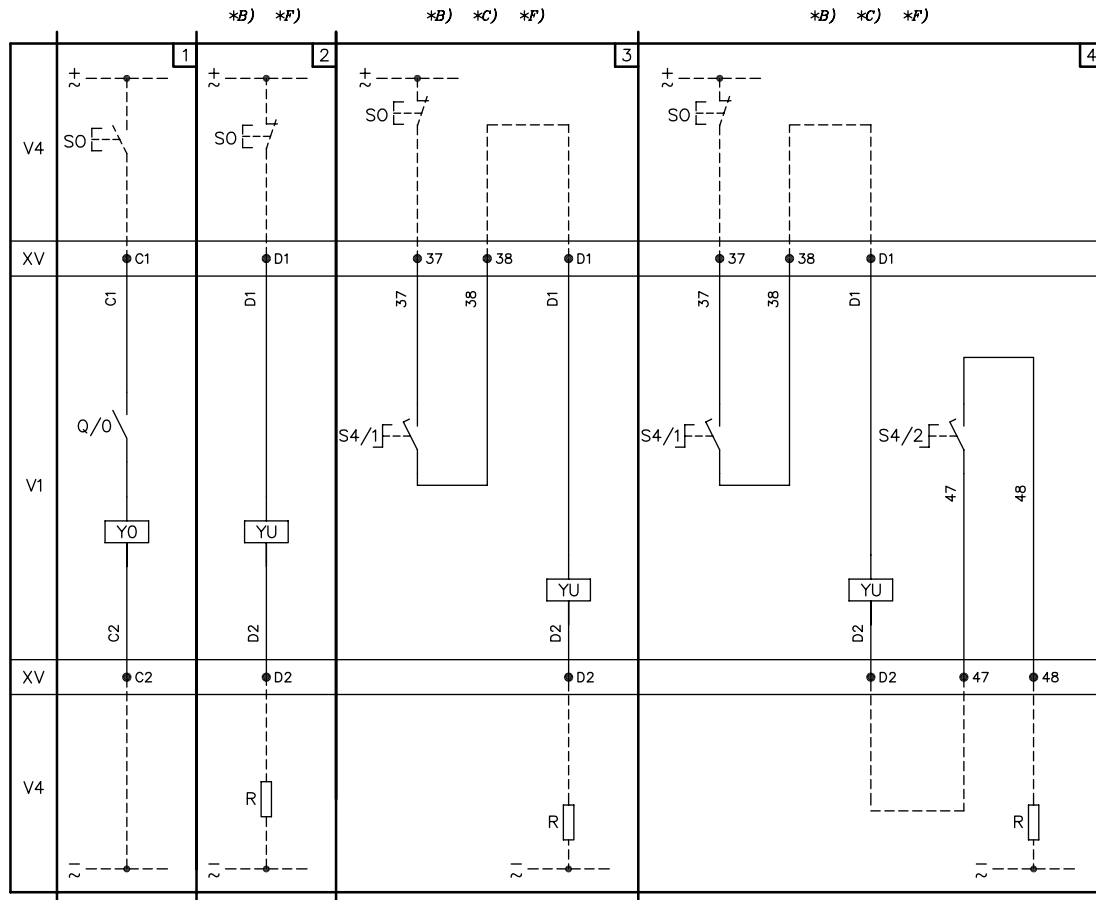 *B) *F)
*B) *C) *F)
*B) *C) *F)
1
2
3
4
+
~
+
~
+
~
+
~
V4
SO
SO
SO
SO
XV
C1
D1
37
38
D1
37
38
D1
C1
D1
37
38
D1
37
38
D1
V1
Q/0
S4/1
S4/1
S4/2
47
48
YO
YU
YU
YU
C2
D2
D2
D2
XV
C2
D2
D2
D2
47
48
V4
R
R
R
–
~
–
~
–
~
–
~